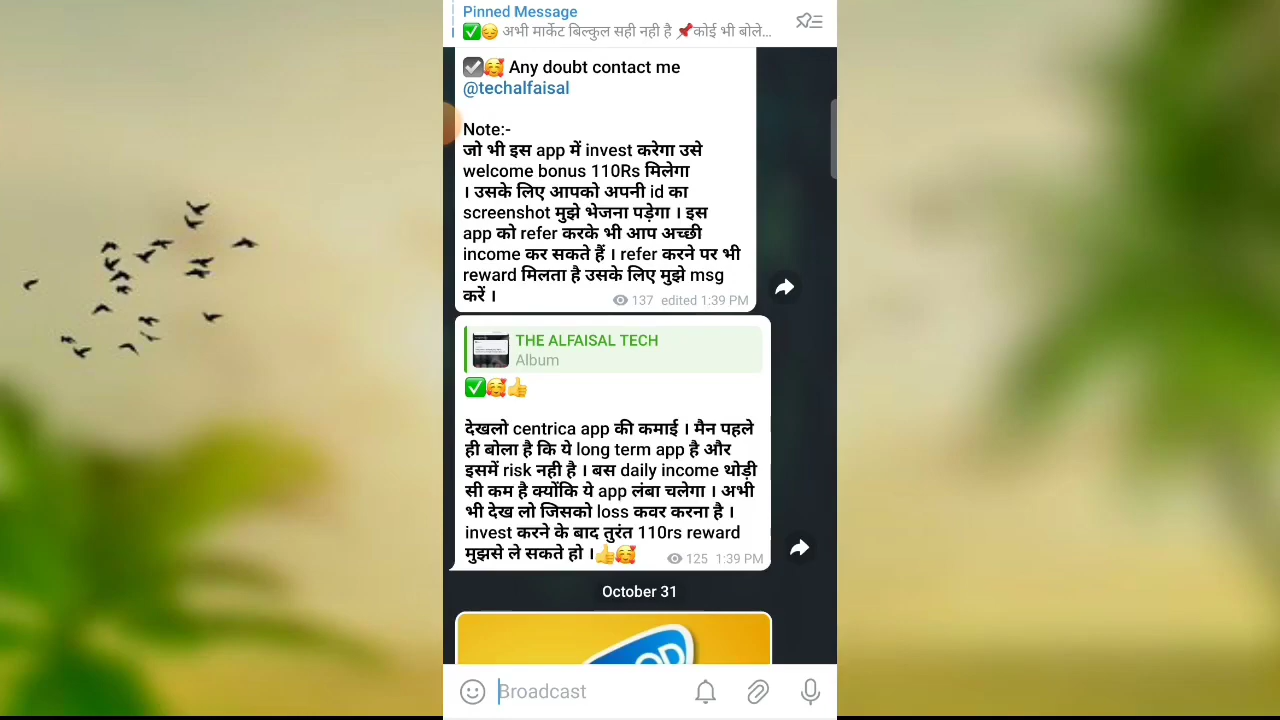 Pinned Message
✅😔 अभी मार्केट बिल्कुल सही नही है 📌कोई भी बोले...
☑🥰 Any doubt contact me
@techalfaisal
Note:-
जो भी इस app में invest करेगा उसे
welcome bonus 110Rs मिलेगा
। उसके लिए आपको अपनी id का
screenshot मुझे भेजना पड़ेगा । इस
app को refer करके भी आप अच्छी
income कर सकते हैं । refer करने पर भी
reward मिलता है उसके लिए मुझे msg
करें ।
137 edited 1:39 PM
THE ALFAISAL TECH
Album
✅🥰👍
देखलो centrica app की कमाई । मैन पहले
ही बोला है कि ये long term app है और
इसमें risk नही है । बस daily income थोड़ी
सी कम है क्योंकि ये app लंबा चलेगा । अभी
भी देख लो जिसको loss कवर करना है ।
invest करने के बाद तुरंत 110rs reward
मुझसे ले सकते हो ।👍🥰
125 1:39 PM
October 31
Broadcast